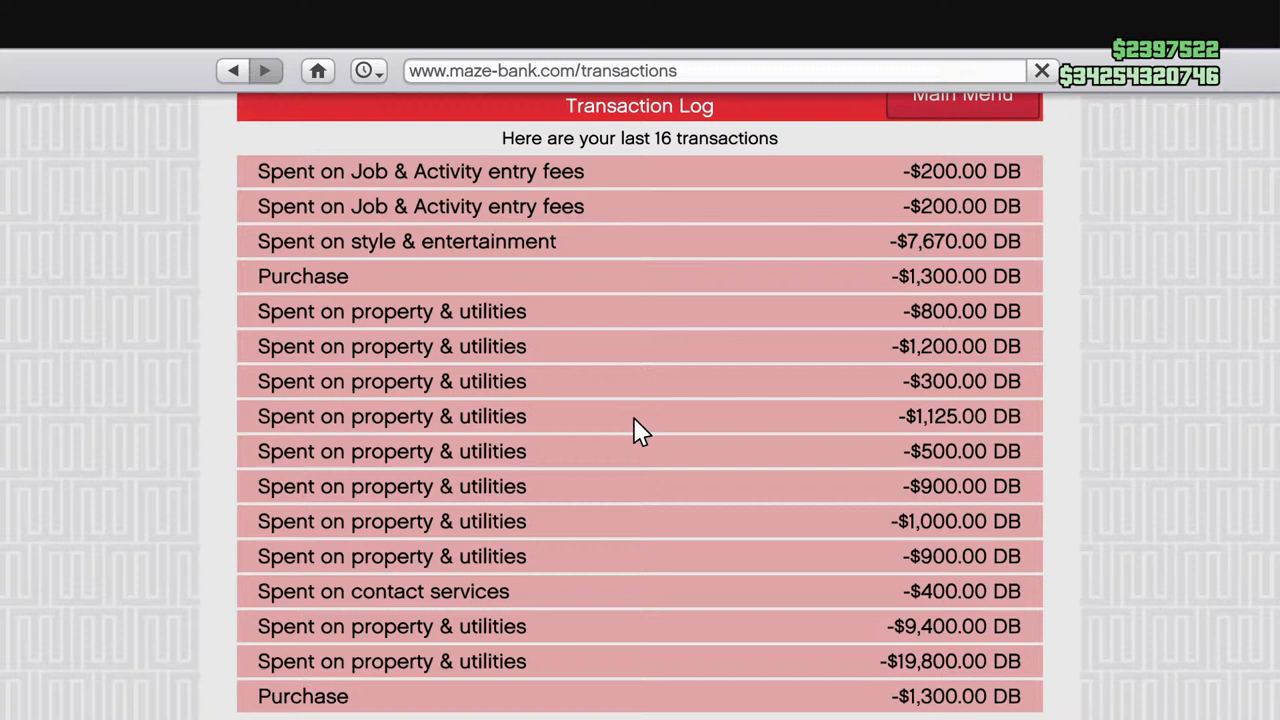 $2397522
www.maze-bank.com/transactions
$34254320746
Main Menu
Transaction Log
Here are your last 16 transactions
Spent on Job & Activity entry fees -$200.00 DB
Spent on Job & Activity entry fees -$200.00 DB
Spent on style & entertainment -$7,670.00 DB
Purchase -$1,300.00 DB
Spent on property & utilities -$800.00 DB
Spent on property & utilities -$1,200.00 DB
Spent on property & utilities -$300.00 DB
Spent on property & utilities -$1,125.00 DB
Spent on property & utilities -$500.00 DB
Spent on property & utilities -$900.00 DB
Spent on property & utilities -$1,000.00 DB
Spent on property & utilities -$900.00 DB
Spent on contact services -$400.00 DB
Spent on property & utilities -$9,400.00 DB
Spent on property & utilities -$19,800.00 DB
Purchase -$1,300.00 DB